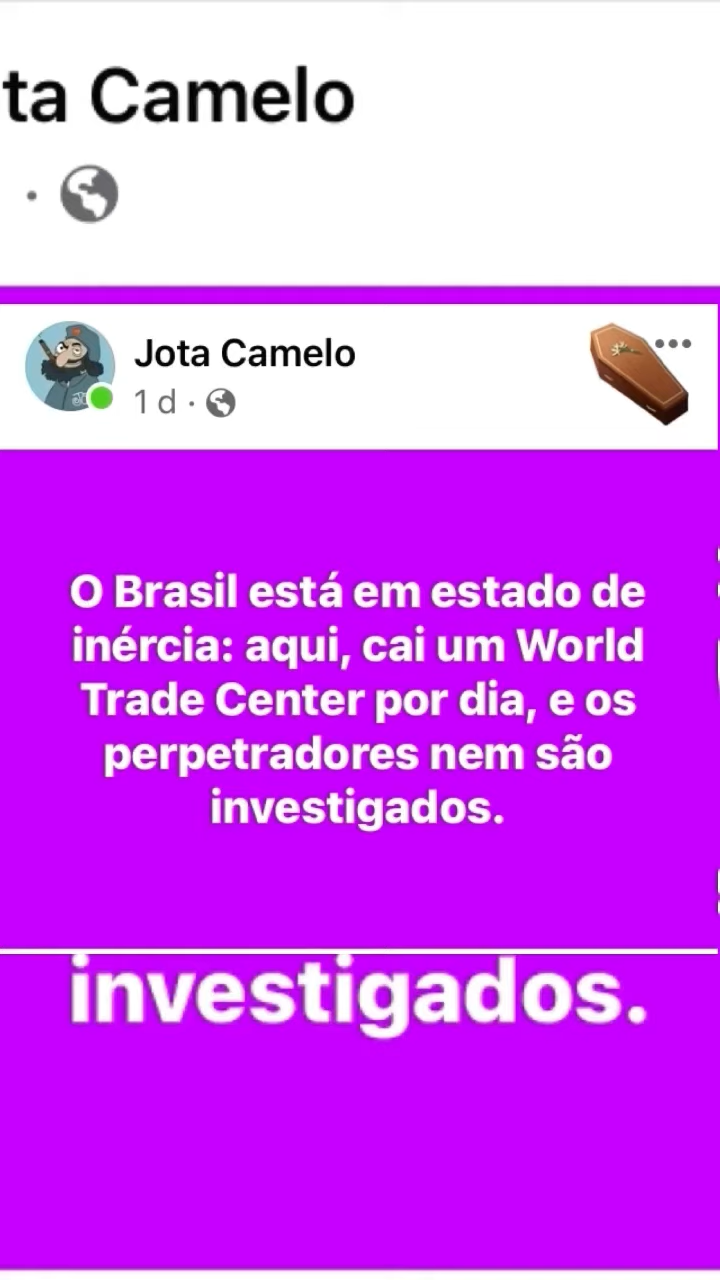 ta Camelo
·
Jota Camelo
1 d ·
O Brasil está em estado de
inércia: aqui, cai um World
Trade Center por dia, e os
perpetradores nem são
investigados.
investigados.